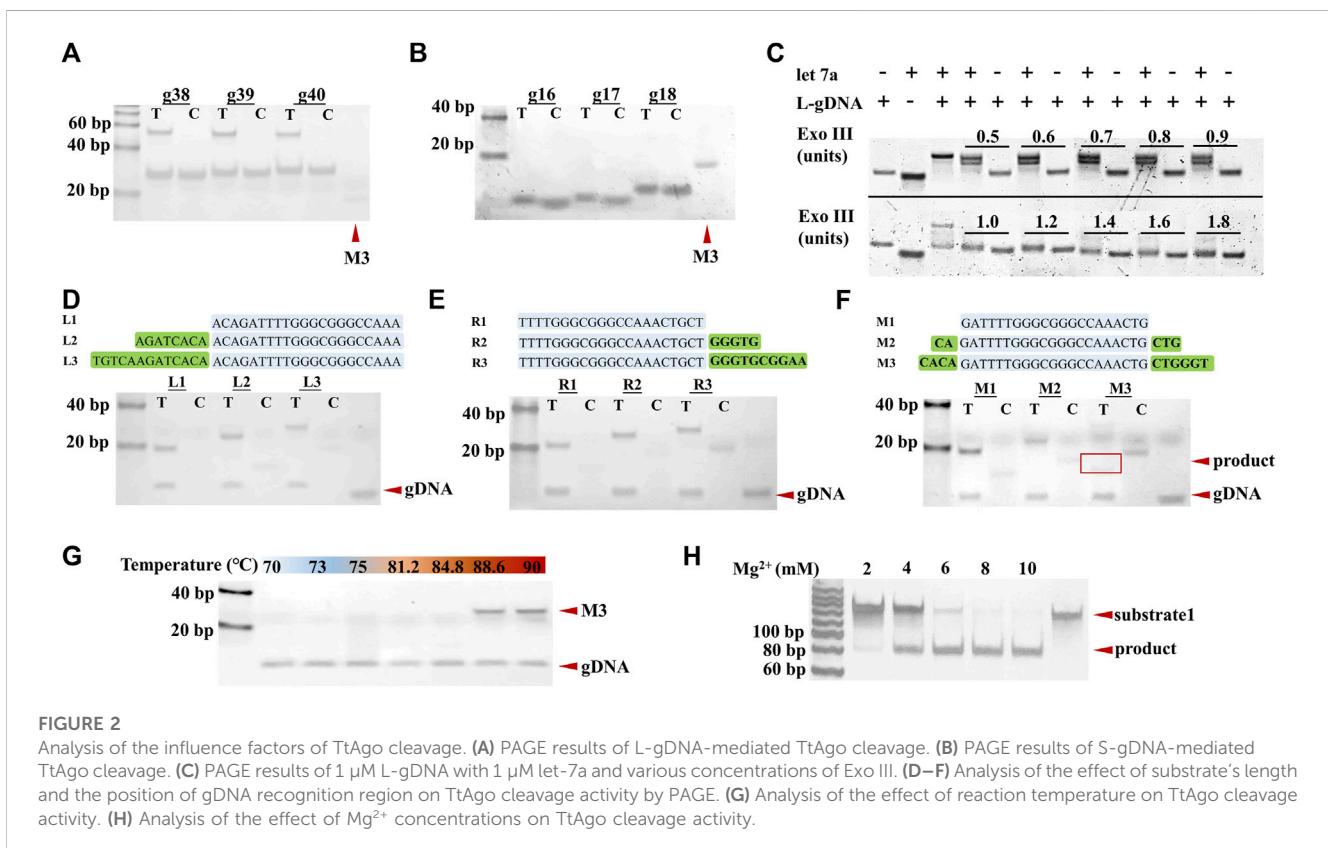 A
g38 g39 g40
T C T C T C
60 bp
40 bp
20 bp
M3
B
g16 g17 g18
T C T C T C
40 bp
20 bp
M3
C
let 7a - + + + - + - + - + - + -
L-gDNA + - + + + + + + + + + + +
Exo III (units) 0.5 0.6 0.7 0.8 0.9
Exo III (units) 1.0 1.2 1.4 1.6 1.8
D
L1 ACAGATTTTGGGCGGGCCAAA
L2 AGATCACA ACAGATTTTGGGCGGGCCAAA
L3 TGTCAAGATCACA ACAGATTTTGGGCGGGCCAAA
L1 L2 L3
T C T C T C
40 bp
20 bp
gDNA
E
R1 TTTTGGGCGGGCCAAACTGCT
R2 TTTTGGGCGGGCCAAACTGCT GGGTG
R3 TTTTGGGCGGGCCAAACTGCT GGGTGCGGAA
R1 R2 R3
T C T C T C
40 bp
20 bp
gDNA
F
M1 GATTTTGGGCGGGCCAAACTG
M2 CA GATTTTGGGCGGGCCAAACTG CTG
M3 CACA GATTTTGGGCGGGCCAAACTG CTGGGT
M1 M2 M3
T C T C T C
40 bp
20 bp
product
gDNA
G
Temperature (℃) 70 73 75 81.2 84.8 88.6 90
40 bp
20 bp
M3
gDNA
H
Mg²⁺ (mM) 2 4 6 8 10
100 bp
80 bp
60 bp
substrate1
product
FIGURE 2
Analysis of the influence factors of TtAgo cleavage. (A) PAGE results of L-gDNA-mediated TtAgo cleavage. (B) PAGE results of S-gDNA-mediated
TtAgo cleavage. (C) PAGE results of 1 μM L-gDNA with 1 μM let-7a and various concentrations of Exo III. (D–F) Analysis of the effect of substrate's length
and the position of gDNA recognition region on TtAgo cleavage activity by PAGE. (G) Analysis of the effect of reaction temperature on TtAgo cleavage
activity. (H) Analysis of the effect of Mg²⁺ concentrations on TtAgo cleavage activity.